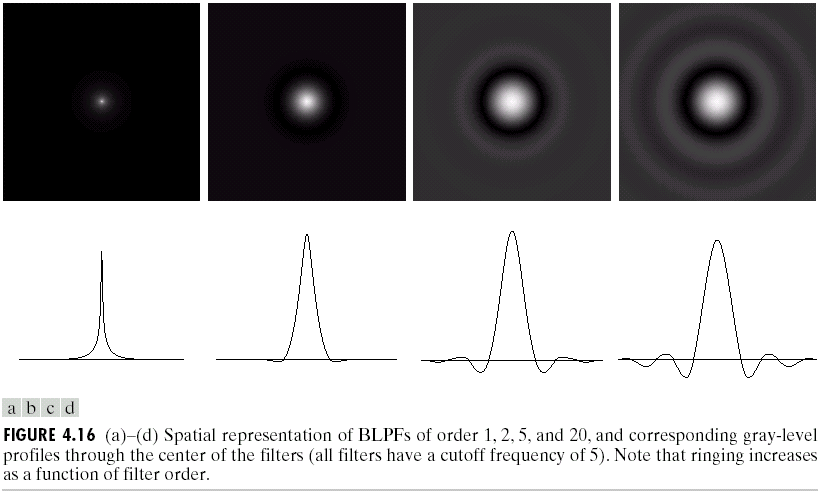 a b c d
FIGURE 4.16 (a)–(d) Spatial representation of BLPFs of order 1, 2, 5, and 20, and corresponding gray-level
profiles through the center of the filters (all filters have a cutoff frequency of 5). Note that ringing increases
as a function of filter order.